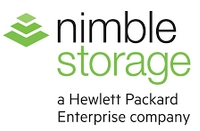 nimble
storage
a Hewlett Packard
Enterprise company